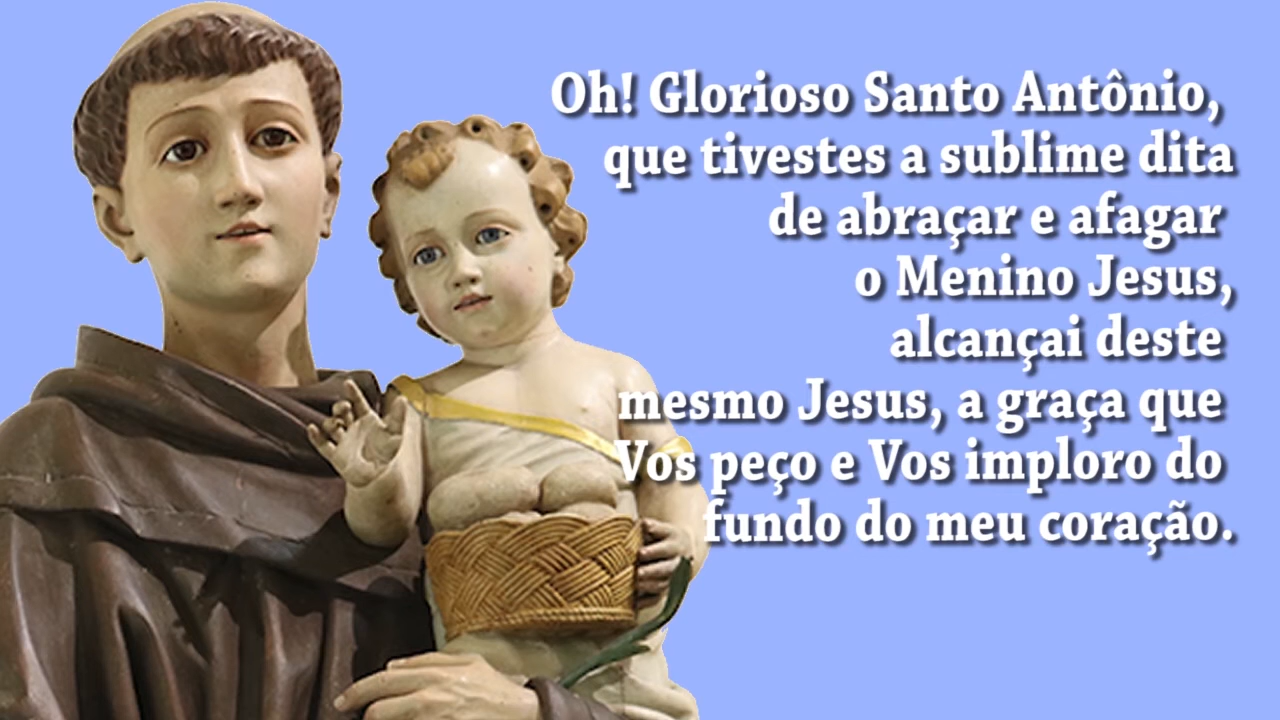 Oh! Glorioso Santo Antônio,
que tivestes a sublime dita
de abraçar e afagar
o Menino Jesus,
alcançai deste
mesmo Jesus, a graça que
Vos peço e Vos imploro do
fundo do meu coração.